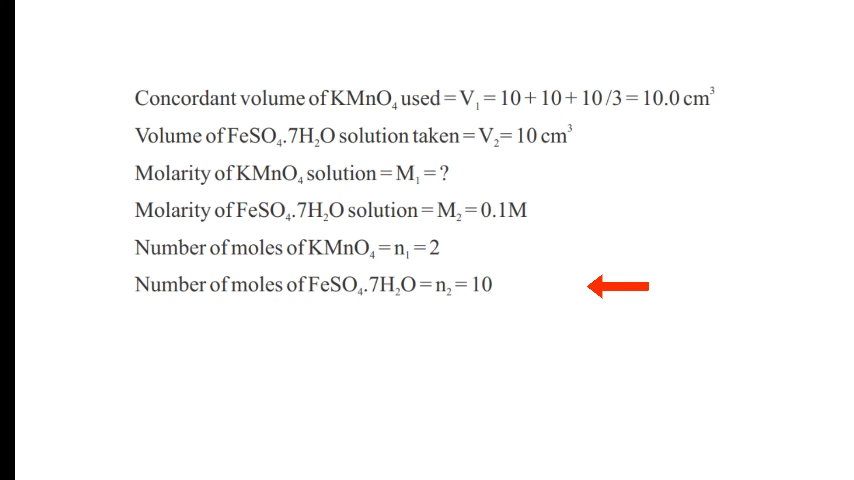 Concordant volume of KMnO₄ used = V₁ = 10 + 10 + 10 /3 = 10.0 cm³
Volume of FeSO₄.7H₂O solution taken = V₂= 10 cm³
Molarity of KMnO₄ solution = M₁ = ?
Molarity of FeSO₄.7H₂O solution = M₂ = 0.1M
Number of moles of KMnO₄ = n₁ = 2
Number of moles of FeSO₄.7H₂O = n₂ = 10